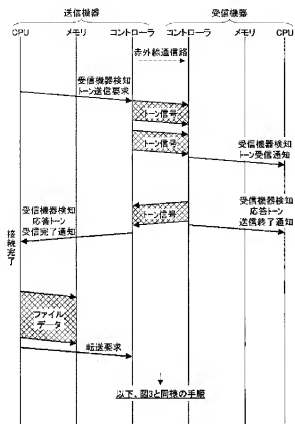 送信機器
受信機器
CPU メモリ コントローラ コントローラ メモリ CPU
赤外線通信路
受信機器検知
トーン送信要求
トーン信号
トーン信号
受信機器検知
トーン受信通知
受信機器検知
応答トーン
受信完了通知
トーン信号
受信機器検知
応答トーン
送信終了通知
接続完了
ファイル
データ
転送要求
以下、図3と同様の手順